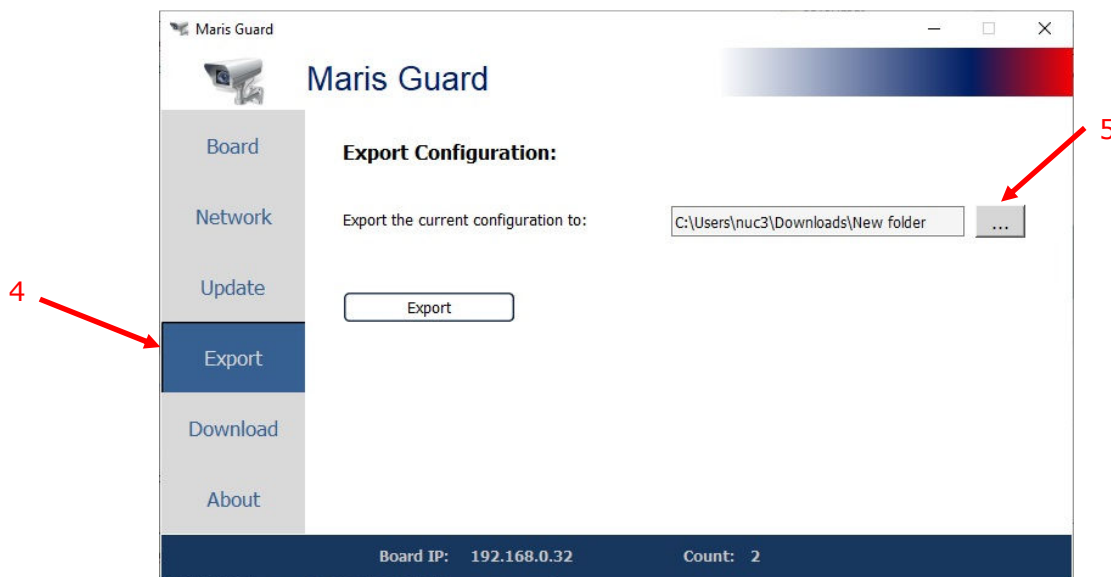 Maris Guard
Maris Guard
Board
Export Configuration:
5
Network
Export the current configuration to:
C:\Users\nuc3\Downloads\New folder
...
4
Update
Export
Export
Download
About
Board IP: 192.168.0.32 Count: 2